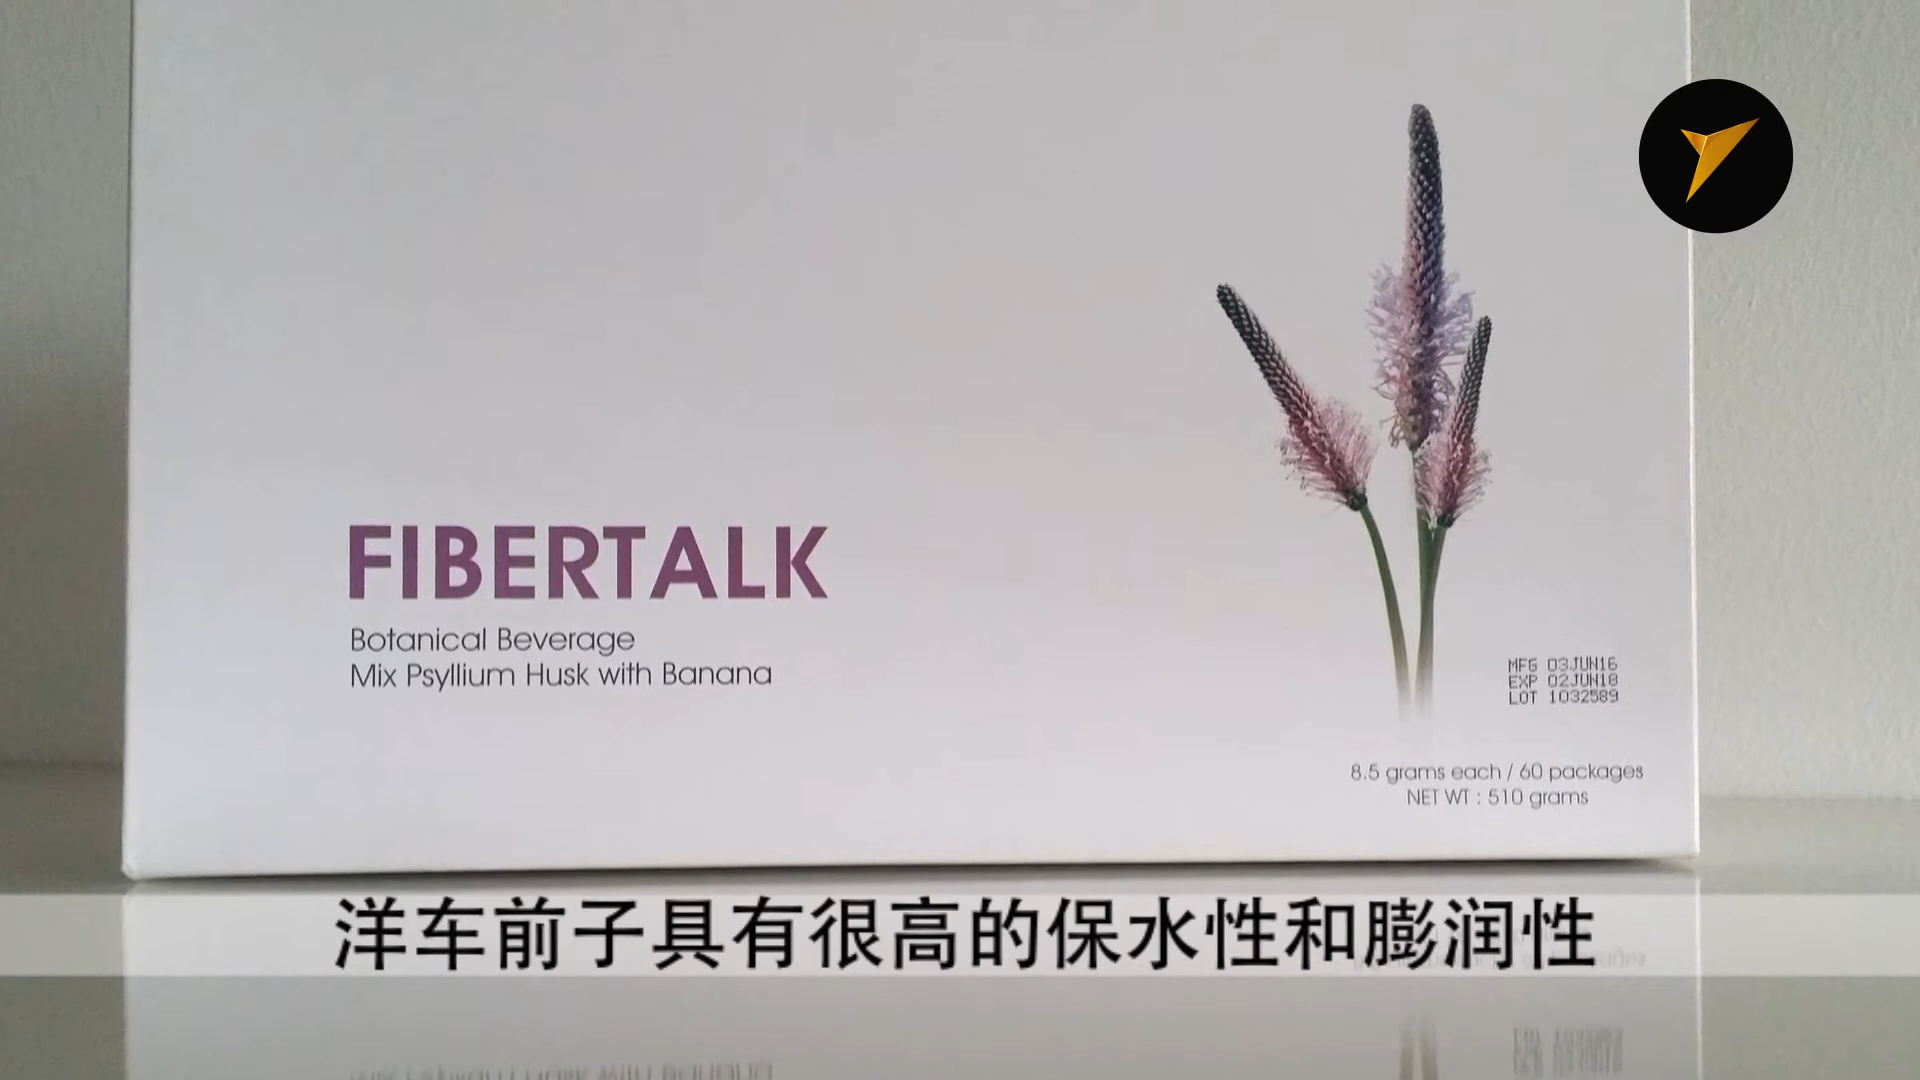 FIBERTALK
Botanical Beverage
Mix Psyllium Husk with Banana
MFG 03JUN16
EXP 02JUN18
LOT 1032589
8.5 grams each / 60 packages
NET WT : 510 grams
洋车前子具有很高的保水性和膨润性